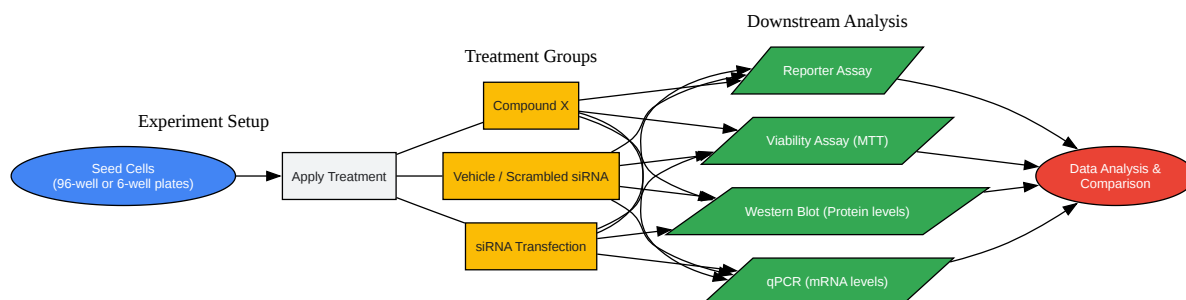 Experiment Setup
Seed Cells
(96-well or 6-well plates)
Apply Treatment
Treatment Groups
Compound X
Vehicle / Scrambled siRNA
siRNA Transfection
Downstream Analysis
Reporter Assay
Viability Assay (MTT)
Western Blot (Protein levels)
qPCR (mRNA levels)
Data Analysis &
Comparison